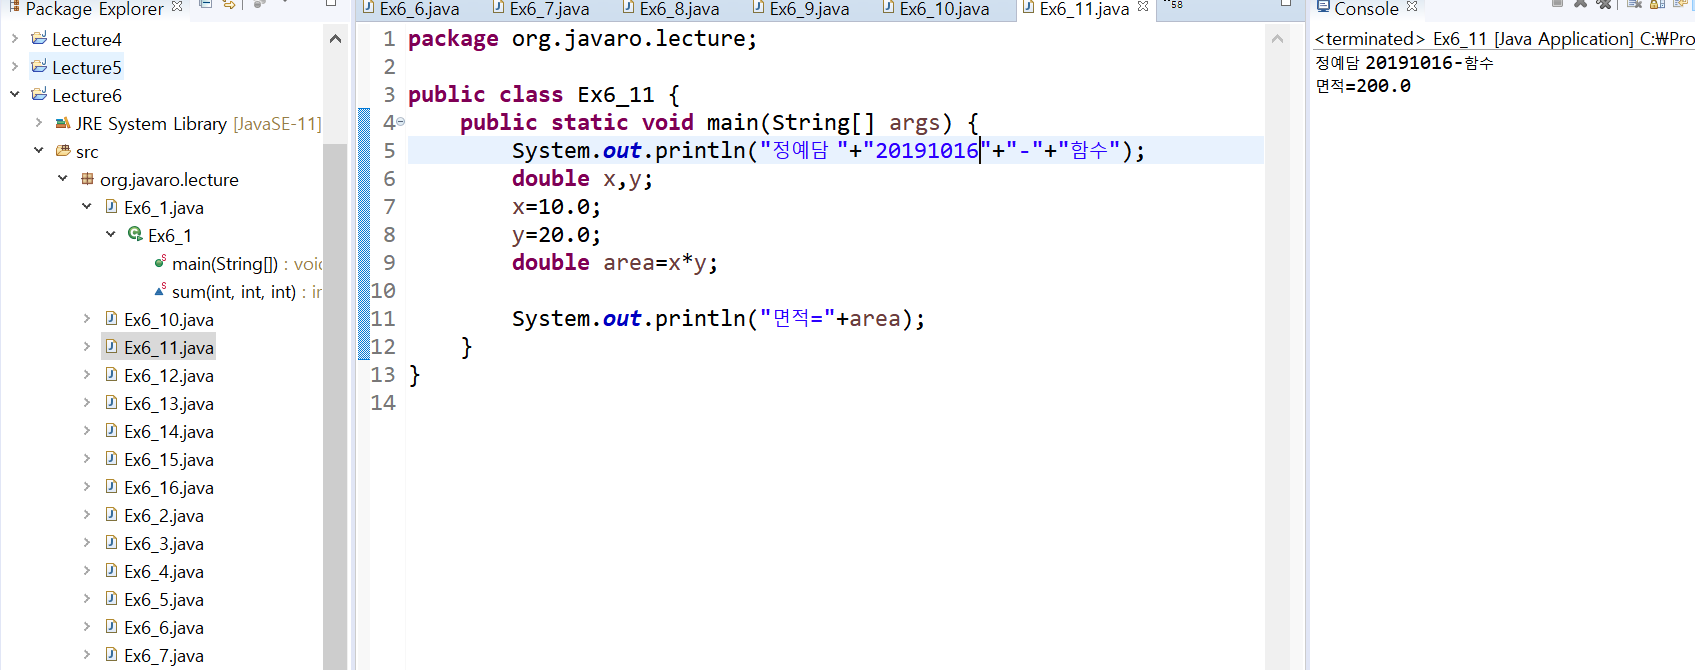 Package Explorer
Lecture4
Lecture5
Lecture6
JRE System Library [JavaSE-11]
src
org.javaro.lecture
Ex6_1.java
Ex6_1
main(String[]) : voi
sum(int, int, int) : i
Ex6_10.java
Ex6_11.java
Ex6_12.java
Ex6_13.java
Ex6_14.java
Ex6_15.java
Ex6_16.java
Ex6_2.java
Ex6_3.java
Ex6_4.java
Ex6_5.java
Ex6_6.java
Ex6_7.java
Ex6_6.java Ex6_7.java Ex6_8.java Ex6_9.java Ex6_10.java Ex6_11.java 58
1 package org.javaro.lecture;
2
3 public class Ex6_11 {
4 public static void main(String[] args) {
5 System.out.println("정예담 "+"20191016"+"-"+"함수");
6 double x,y;
7 x=10.0;
8 y=20.0;
9 double area=x*y;
10
11 System.out.println("면적="+area);
12 }
13 }
14
Console
<terminated> Ex6_11 [Java Application] C:₩Pro
정예담 20191016-함수
면적=200.0